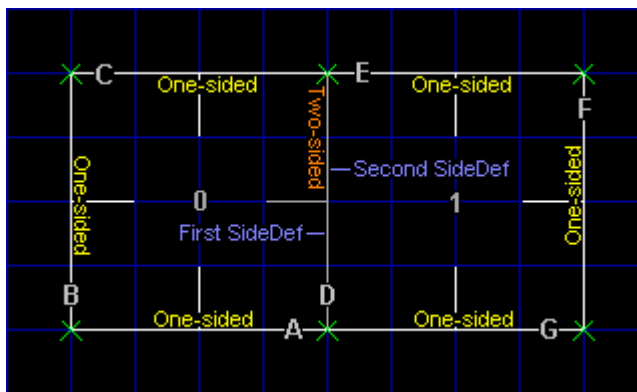 C
E
One-sided
One-sided
F
Two-sided
One-sided
Second SideDef
One-sided
0
1
First SideDef
B
D
One-sided
A
One-sided
G